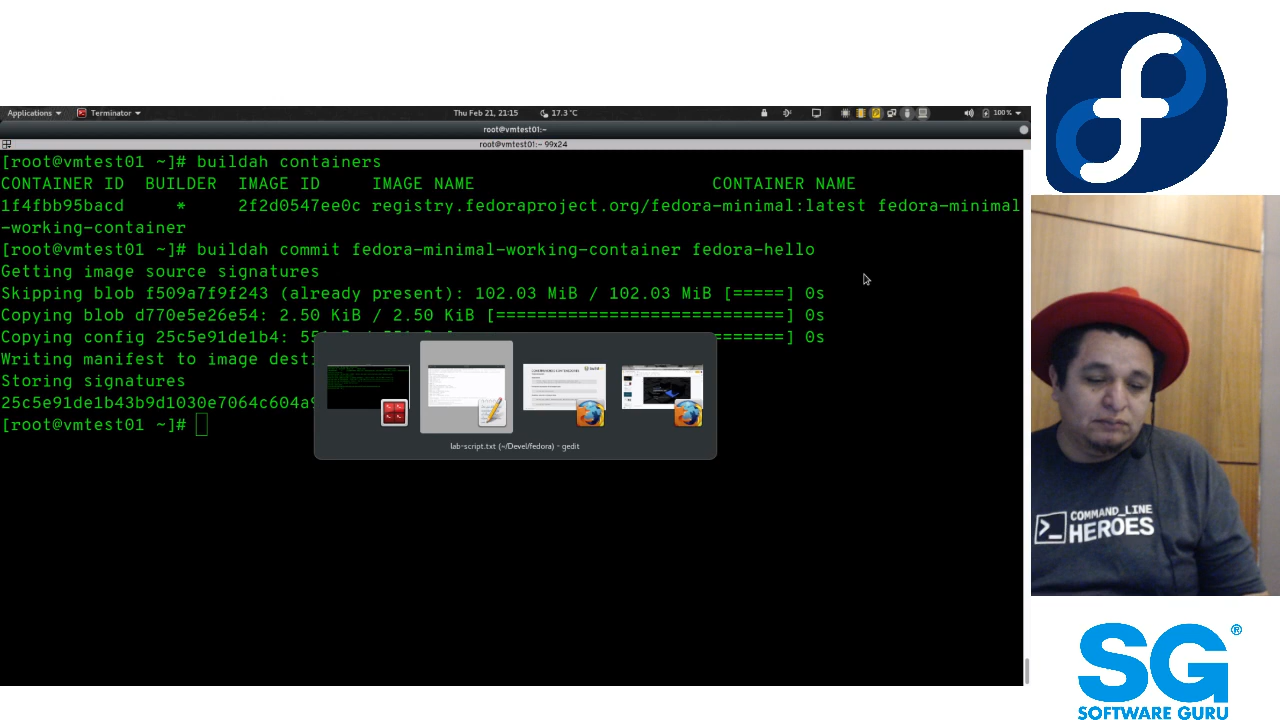 Applications
Terminator
Thu Feb 21, 21:15
17.3 °C
100 %
root@vmtest01:~
root@vmtest01:~ 99x24
[root@vmtest01 ~]# buildah containers
CONTAINER ID  BUILDER  IMAGE ID     IMAGE NAME                       CONTAINER NAME
1f4fbb95bacd     *     2f2d0547ee0c registry.fedoraproject.org/fedora-minimal:latest fedora-minimal
-working-container
[root@vmtest01 ~]# buildah commit fedora-minimal-working-container fedora-hello
Getting image source signatures
Skipping blob f509a7f9f243 (already present): 102.03 MiB / 102.03 MiB [=====] 0s
Copying blob d770e5e26e54: 2.50 KiB / 2.50 KiB [============================] 0s
Copying config 25c5e91de1b4: =======] 0s
Writing manifest to image
Storing signatures
25c5e91de1b43b9d1030e7064c604a
[root@vmtest01 ~]#
lab-script.txt (~/Devel/fedora) - gedit
>_ COMMAND_LINE
HEROES
SG®
SOFTWARE GURU